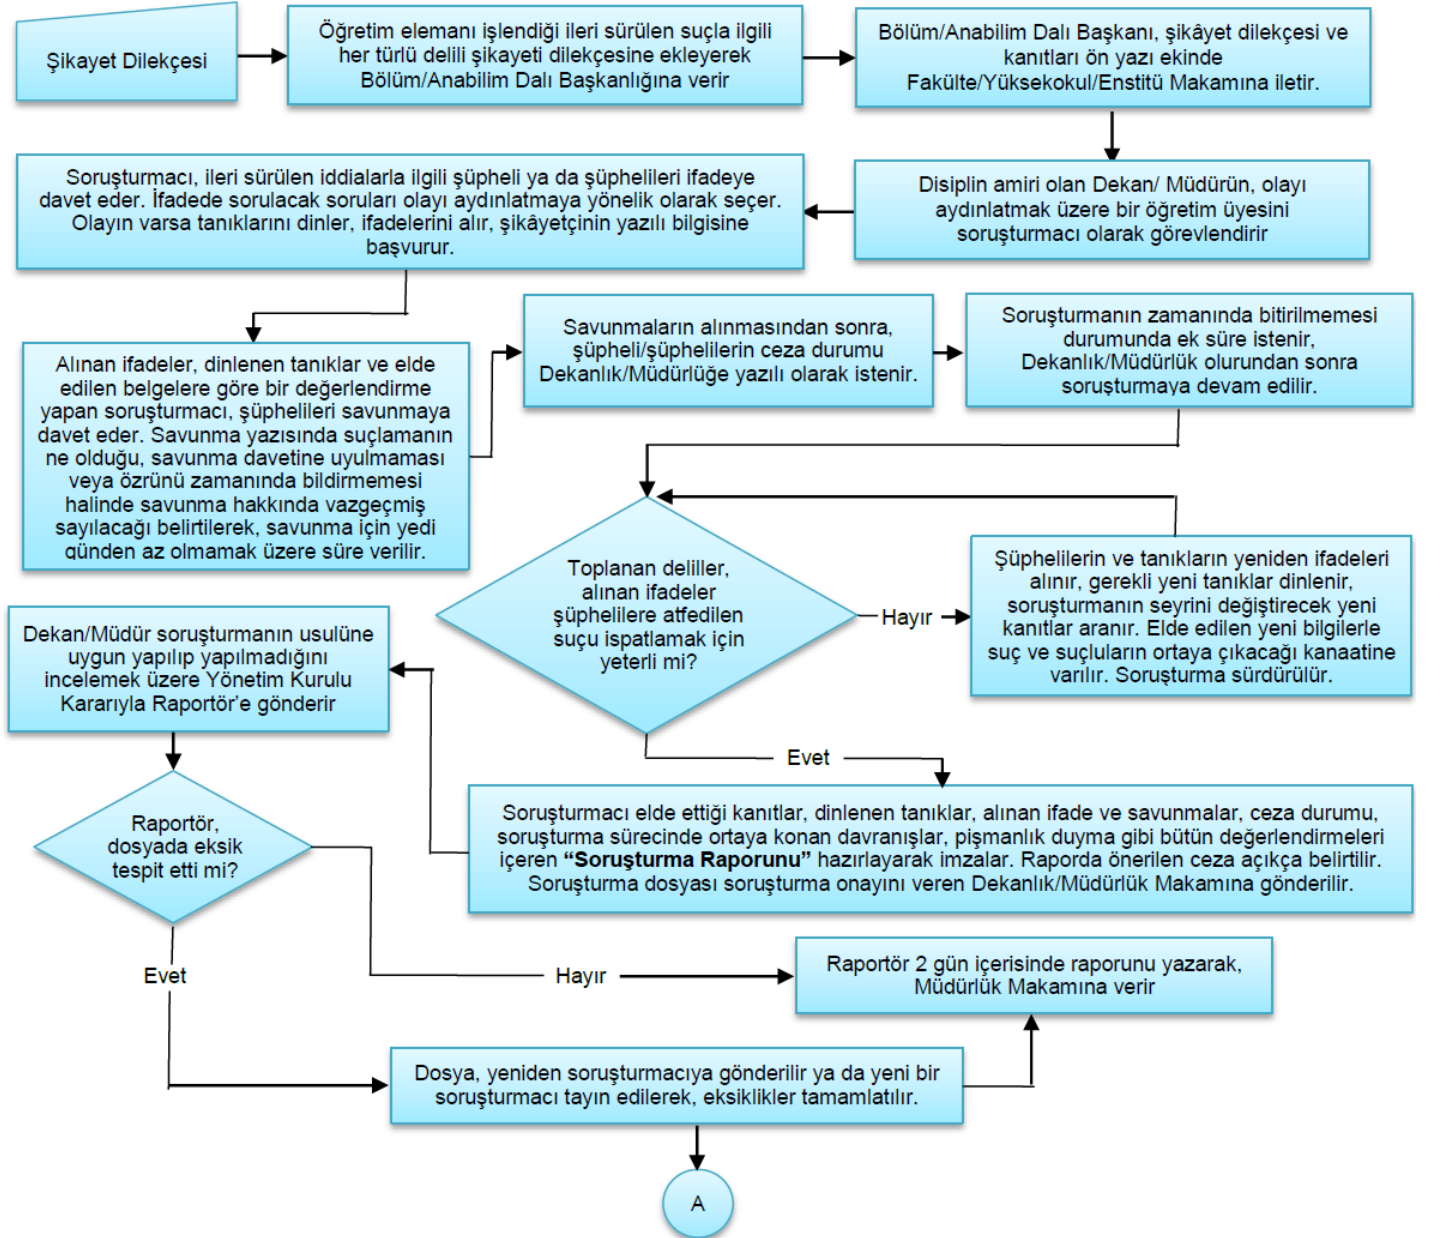 Şikayet Dilekçesi
Öğretim elemanı işlendiği ileri sürülen suçla ilgili
her türlü delili şikayeti dilekçesine ekleyerek
Bölüm/Anabilim Dalı Başkanlığına verir
Bölüm/Anabilim Dalı Başkanı, şikâyet dilekçesi ve
kanıtları ön yazı ekinde
Fakülte/Yüksekokul/Enstitü Makamına iletir.
Disiplin amiri olan Dekan/ Müdürün, olayı
aydınlatmak üzere bir öğretim üyesini
soruşturmacı olarak görevlendirir
Soruşturmacı, ileri sürülen iddialarla ilgili şüpheli ya da şüphelileri ifadeye
davet eder. İfadede sorulacak soruları olayı aydınlatmaya yönelik olarak seçer.
Olayın varsa tanıklarını dinler, ifadelerini alır, şikâyetçinin yazılı bilgisine
başvurur.
Alınan ifadeler, dinlenen tanıklar ve elde
edilen belgelere göre bir değerlendirme
yapan soruşturmacı, şüphelileri savunmaya
davet eder. Savunma yazısında suçlamanın
ne olduğu, savunma davetine uyulmaması
veya özrünü zamanında bildirmemesi
halinde savunma hakkında vazgeçmiş
sayılacağı belirtilerek, savunma için yedi
günden az olmamak üzere süre verilir.
Savunmaların alınmasından sonra,
şüpheli/şüphelilerin ceza durumu
Dekanlık/Müdürlüğe yazılı olarak istenir.
Soruşturmanın zamanında bitirilmemesi
durumunda ek süre istenir,
Dekanlık/Müdürlük olurundan sonra
soruşturmaya devam edilir.
Toplanan deliller,
alınan ifadeler
şüphelilere atfedilen
suçu ispatlamak için
yeterli mi?
Hayır
Şüphelilerin ve tanıkların yeniden ifadeleri
alınır, gerekli yeni tanıklar dinlenir,
soruşturmanın seyrini değiştirecek yeni
kanıtlar aranır. Elde edilen yeni bilgilerle
suç ve suçluların ortaya çıkacağı kanaatine
varılır. Soruşturma sürdürülür.
Evet
Soruşturmacı elde ettiği kanıtlar, dinlenen tanıklar, alınan ifade ve savunmalar, ceza durumu,
soruşturma sürecinde ortaya konan davranışlar, pişmanlık duyma gibi bütün değerlendirmeleri
içeren “Soruşturma Raporunu” hazırlayarak imzalar. Raporda önerilen ceza açıkça belirtilir.
Soruşturma dosyası soruşturma onayını veren Dekanlık/Müdürlük Makamına gönderilir.
Dekan/Müdür soruşturmanın usulüne
uygun yapılıp yapılmadığını
incelemek üzere Yönetim Kurulu
Kararıyla Raportör’e gönderir
Raportör,
dosyada eksik
tespit etti mi?
Hayır
Raportör 2 gün içerisinde raporunu yazarak,
Müdürlük Makamına verir
Evet
Dosya, yeniden soruşturmacıya gönderilir ya da yeni bir
soruşturmacı tayin edilerek, eksiklikler tamamlatılır.
A